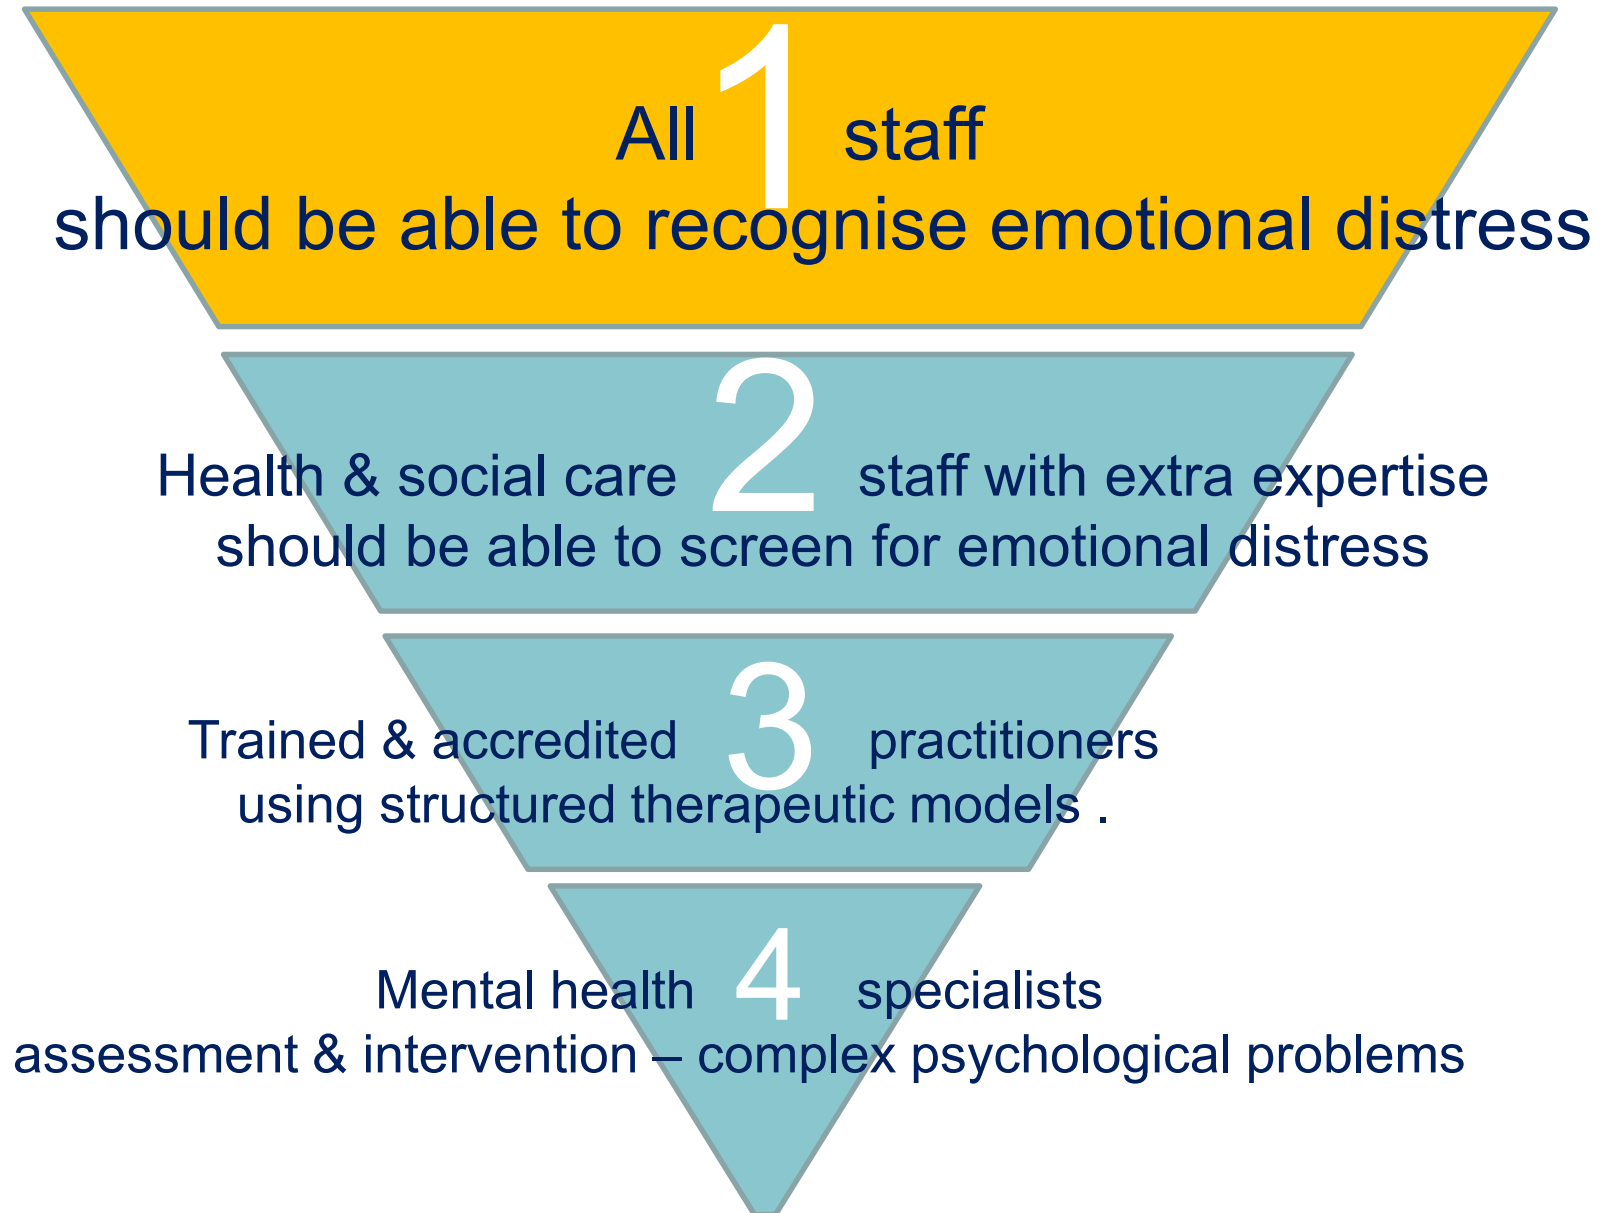 All 1 staff
should be able to recognise emotional distress
Health & social care 2 staff with extra expertise
should be able to screen for emotional distress
Trained & accredited 3 practitioners
using structured therapeutic models .
Mental health 4 specialists
assessment & intervention – complex psychological problems